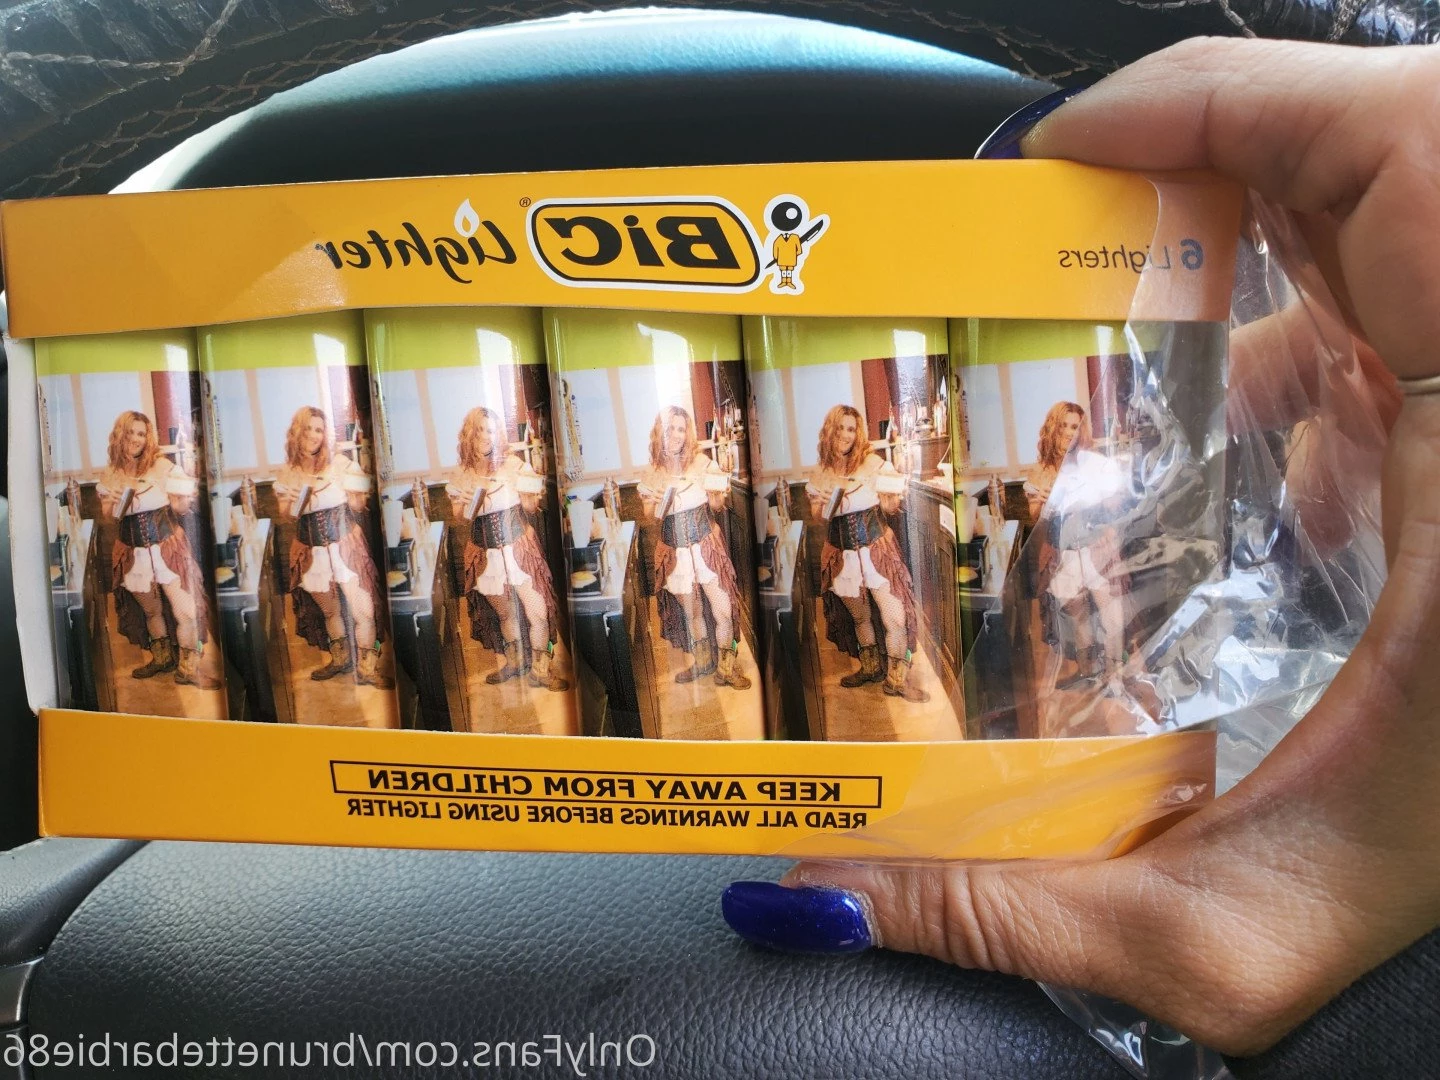 6 Lighters
BiC® Lighter
KEEP AWAY FROM CHILDREN
READ ALL WARNINGS BEFORE USING LIGHTER
OnlyFans.com/brunettebarbie86